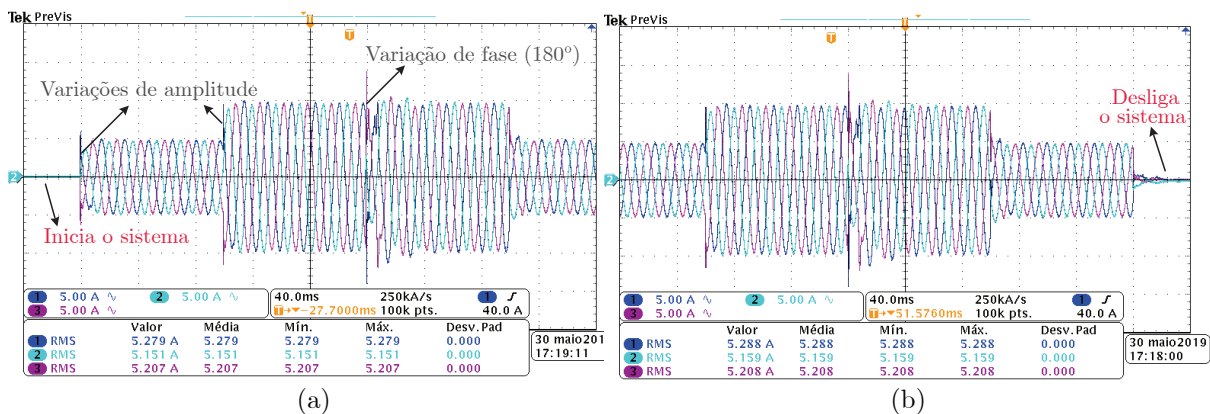 Tek PreVis
T
T
Variação de fase (180º)
Variações de amplitude
2
Inicia o sistema
1 5.00 A 2 5.00 A
3 5.00 A
40.0ms 250kA/s 1
T→▼−27.7000ms 100k pts. 40.0 A
Valor Média Mín. Máx. Desv.Pad
1 RMS 5.279 A 5.279 5.279 5.279 0.000
2 RMS 5.151 A 5.151 5.151 5.151 0.000
3 RMS 5.207 A 5.207 5.207 5.207 0.000
30 maio201
17:19:11
(a)
Tek PreVis
T
T
Desliga
o sistema
2
1 5.00 A 2 5.00 A
3 5.00 A
40.0ms 250kA/s 1
T→▼51.5760ms 100k pts. 40.0 A
Valor Média Mín. Máx. Desv.Pad
1 RMS 5.288 A 5.288 5.288 5.288 0.000
2 RMS 5.159 A 5.159 5.159 5.159 0.000
3 RMS 5.208 A 5.208 5.208 5.208 0.000
30 maio2019
17:18:00
(b)